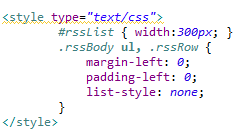 <style type="text/css">
#rssList { width:300px; }
.rssBody ul, .rssRow {
margin-left: 0;
padding-left: 0;
list-style: none;
}
</style>